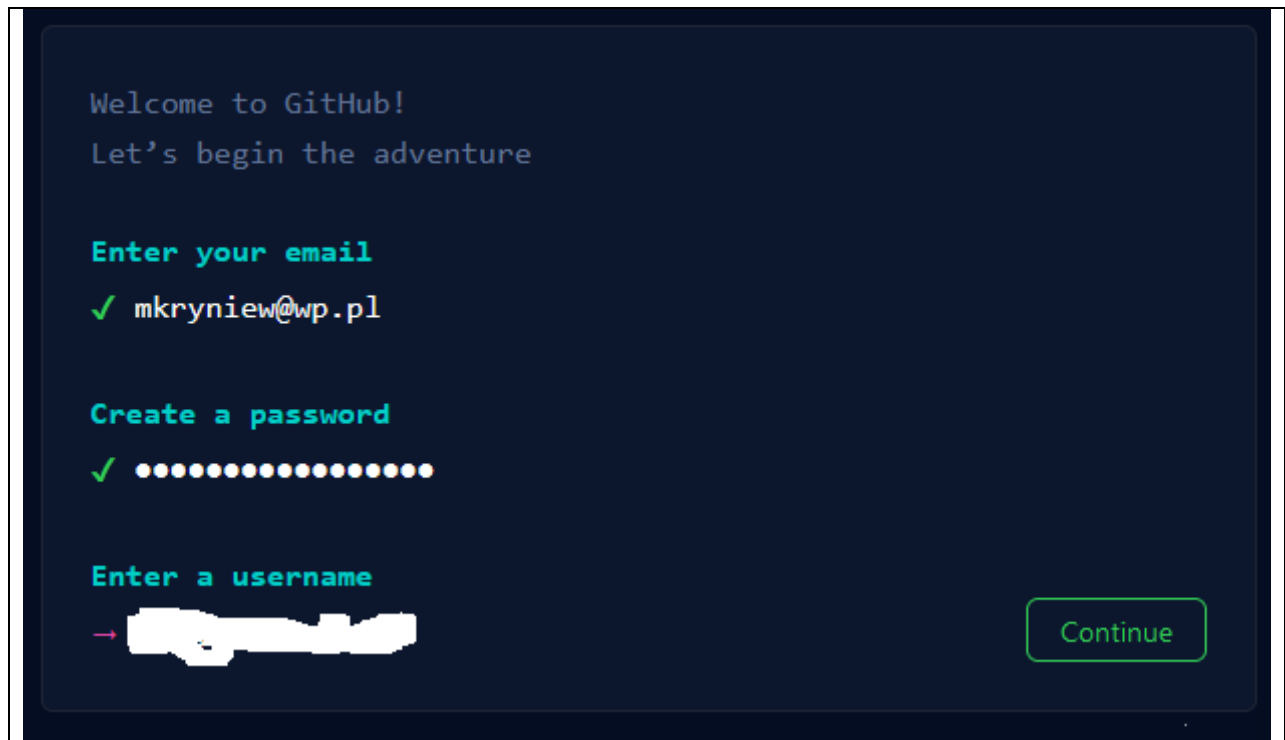 Welcome to GitHub!
Let’s begin the adventure
Enter your email
✓ mkryniew@wp.pl
Create a password
✓ ●●●●●●●●●●●●●●●●●
Enter a username
→
Continue